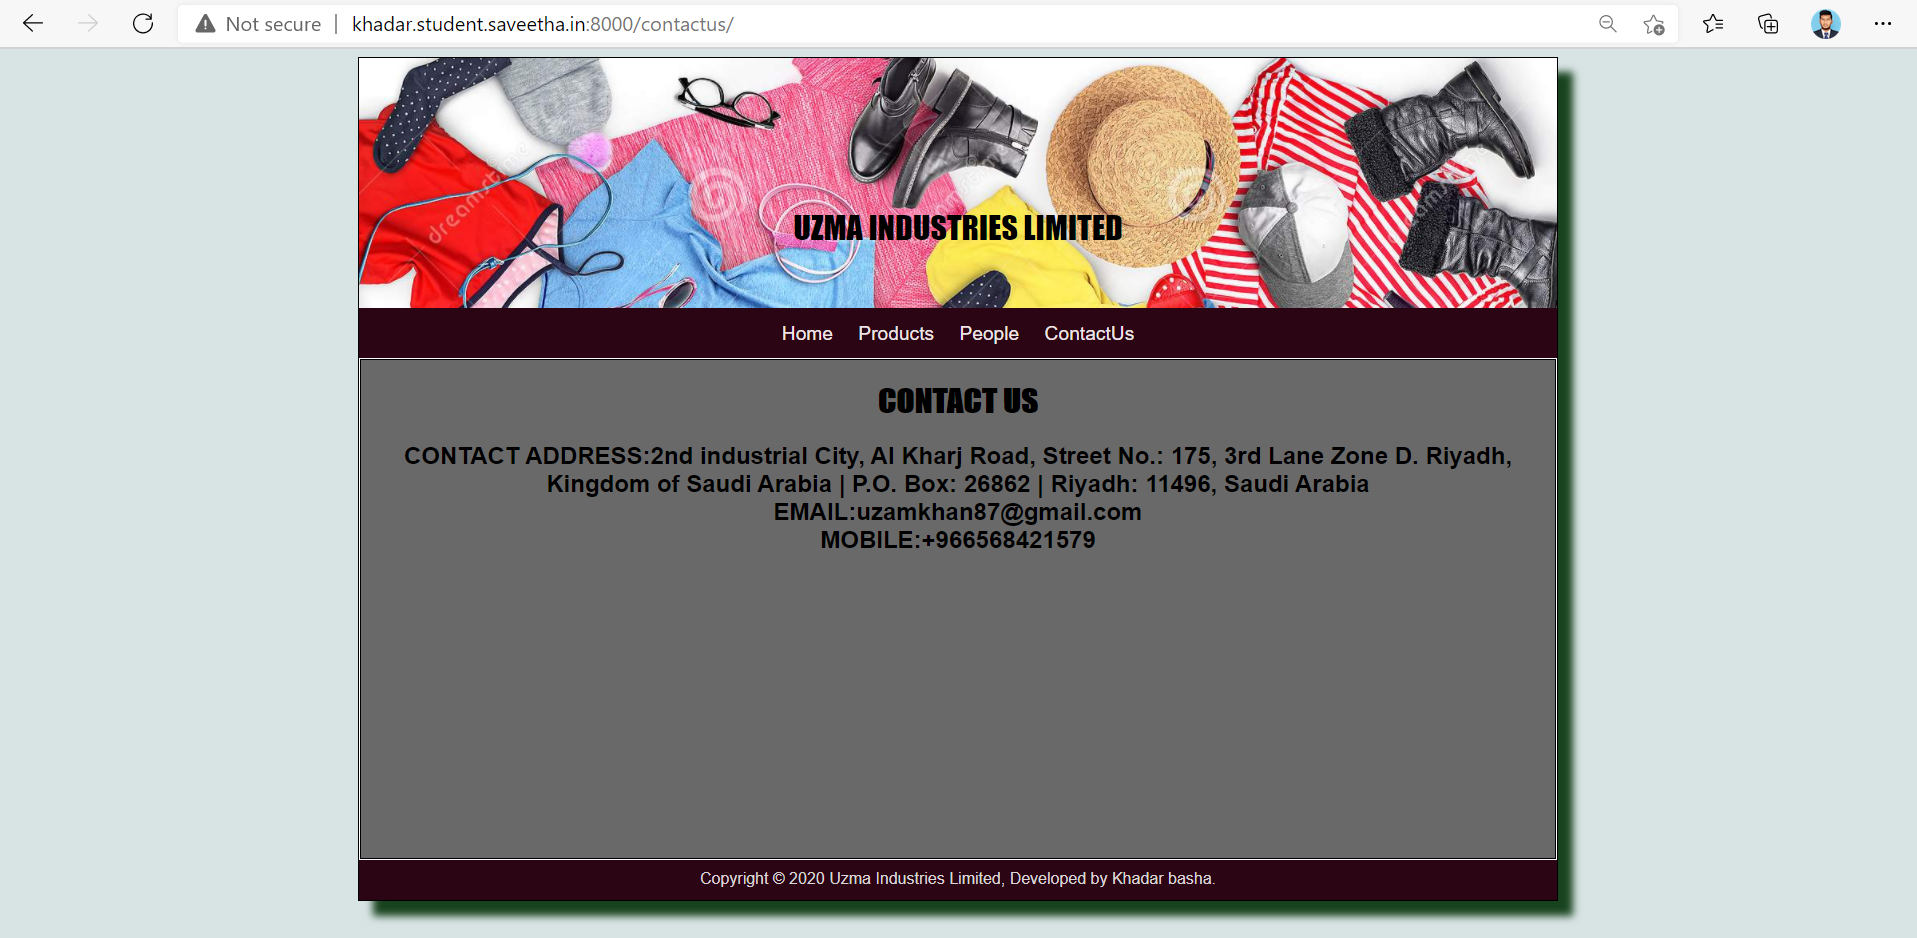 Not secure | khadar.student.saveetha.in:8000/contactus/
dreamstime
UZMA INDUSTRIES LIMITED
Home Products People ContactUs
CONTACT US
CONTACT ADDRESS:2nd industrial City, Al Kharj Road, Street No.: 175, 3rd Lane Zone D. Riyadh,
Kingdom of Saudi Arabia | P.O. Box: 26862 | Riyadh: 11496, Saudi Arabia
EMAIL:uzamkhan87@gmail.com
MOBILE:+966568421579
Copyright © 2020 Uzma Industries Limited, Developed by Khadar basha.